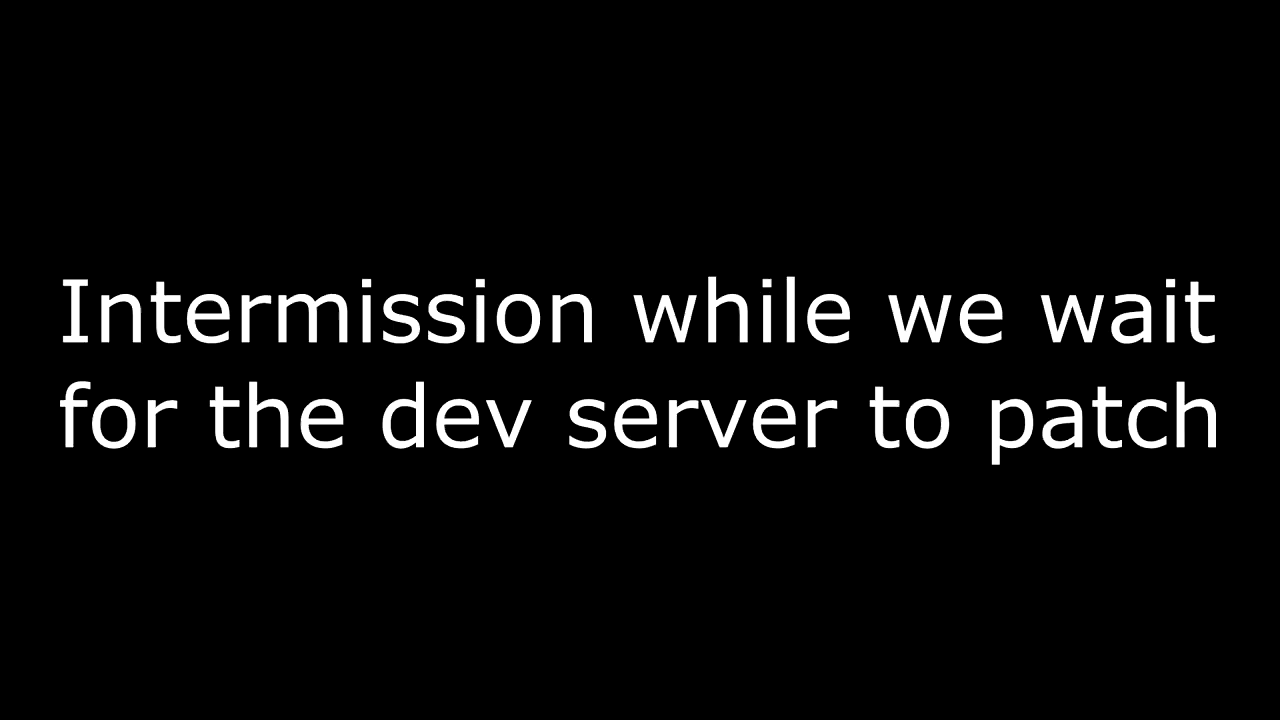 Intermission while we wait
for the dev server to patch